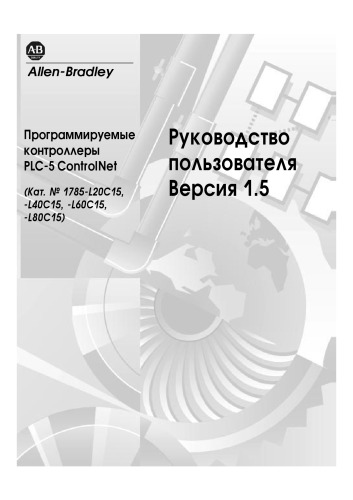 AB
Allen-Bradley
Программируемые
контроллеры
PLC-5 ControlNet
(Кат. № 1785-L20C15,
-L40C15, -L60C15,
-L80C15)
Руководство
пользователя
Версия 1.5